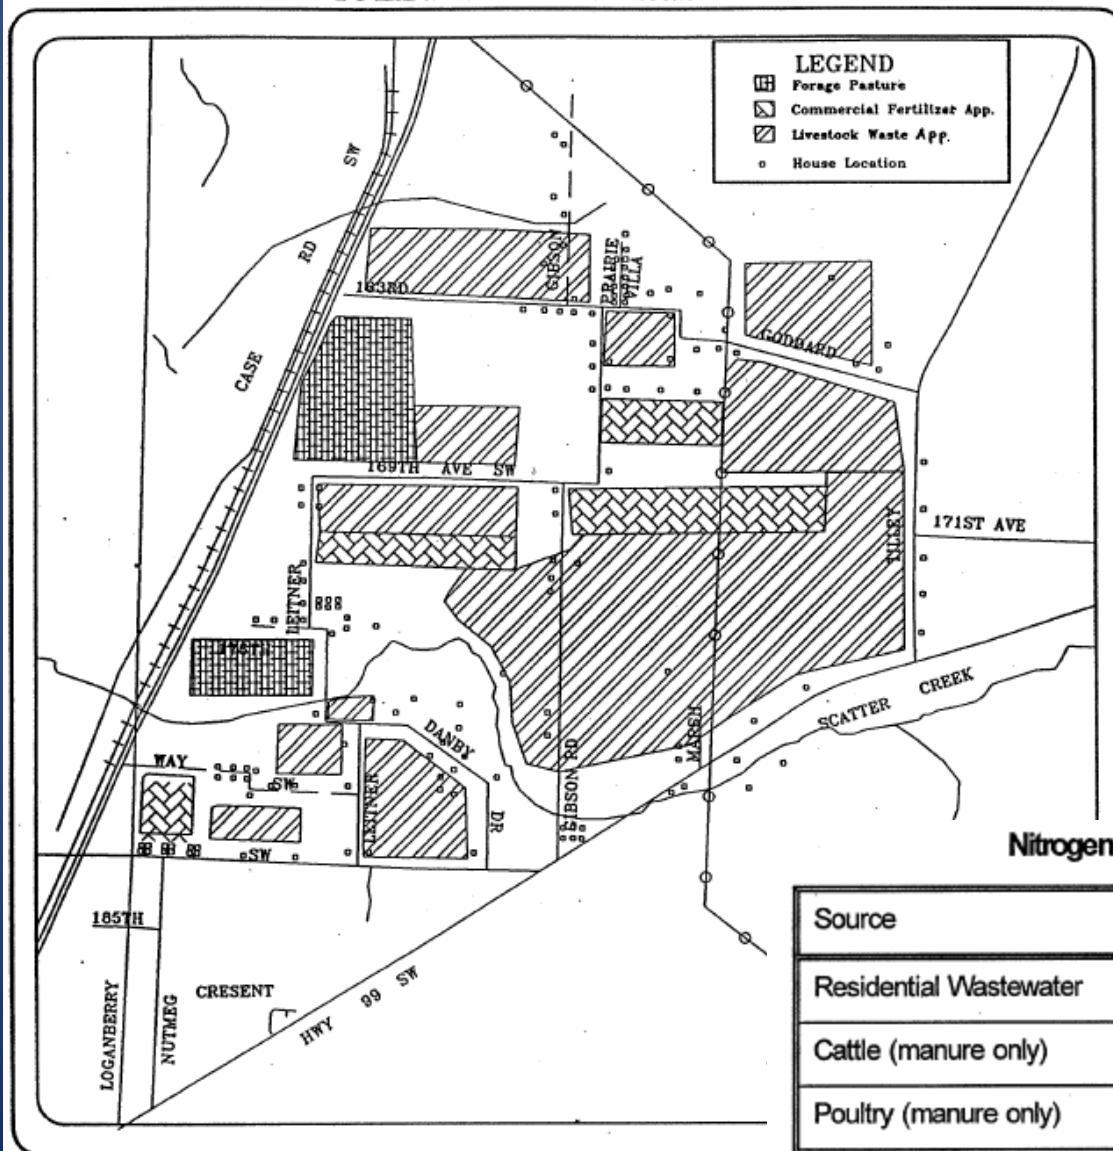 LEGEND
Forage Pasture
Commercial Fertilizer App.
Livestock Waste App.
House Location
SW
RD
CASE
GIBSON
PRAIRIE
VILLA
183RD
GODDARD
169TH AVE SW
171ST AVE
TILLEY
LEITNER
SCATTER CREEK
DANBY
DR
MARSH
GIBSON RD
WAY
SW
LEITNER
SW
185TH
LOGANBERRY
NUTMEG
CRESENT
HWY 99 SW
Nitrogen
Source
Residential Wastewater
Cattle (manure only)
Poultry (manure only)